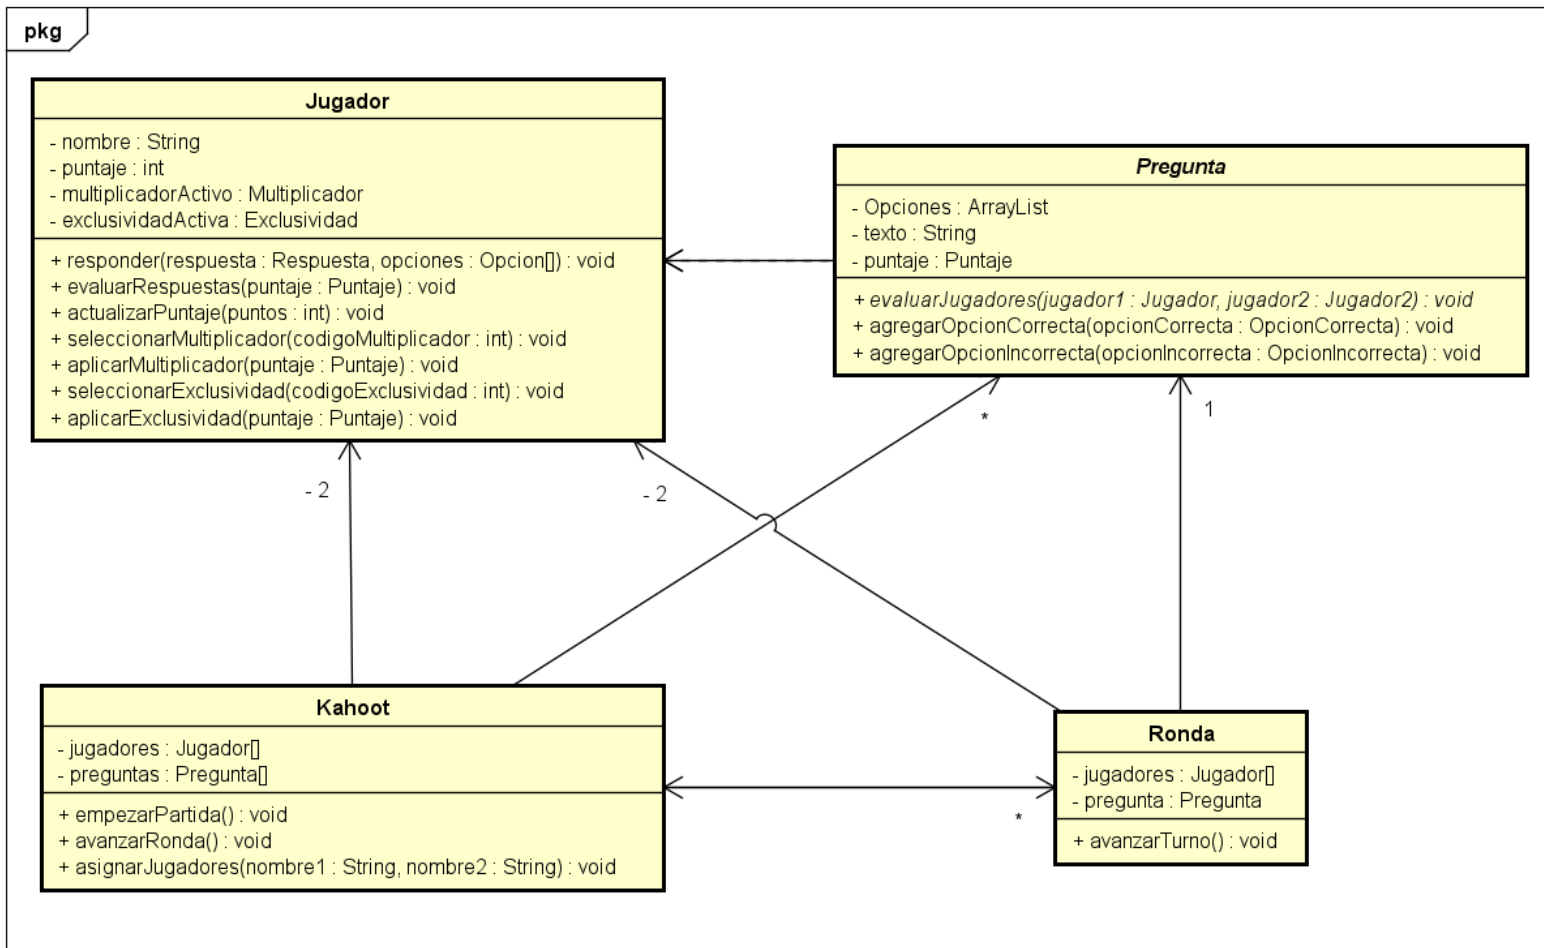 pkg
Jugador
- nombre : String
- puntaje : int
- multiplicadorActivo : Multiplicador
- exclusividadActiva : Exclusividad
+ responder(respuesta : Respuesta, opciones : Opcion[]) : void
+ evaluarRespuestas(puntaje : Puntaje) : void
+ actualizarPuntaje(puntos : int) : void
+ seleccionarMultiplicador(codigoMultiplicador : int) : void
+ aplicarMultiplicador(puntaje : Puntaje) : void
+ seleccionarExclusividad(codigoExclusividad : int) : void
+ aplicarExclusividad(puntaje : Puntaje) : void
Pregunta
- Opciones : ArrayList
- texto : String
- puntaje : Puntaje
+ evaluarJugadores(jugador1 : Jugador, jugador2 : Jugador2) : void
+ agregarOpcionCorrecta(opcionCorrecta : OpcionCorrecta) : void
+ agregarOpcionIncorrecta(opcionIncorrecta : OpcionIncorrecta) : void
- 2
- 2
*
1
Kahoot
- jugadores : Jugador[]
- preguntas : Pregunta[]
+ empezarPartida() : void
+ avanzarRonda() : void
+ asignarJugadores(nombre1 : String, nombre2 : String) : void
*
Ronda
- jugadores : Jugador[]
- pregunta : Pregunta
+ avanzarTurno() : void